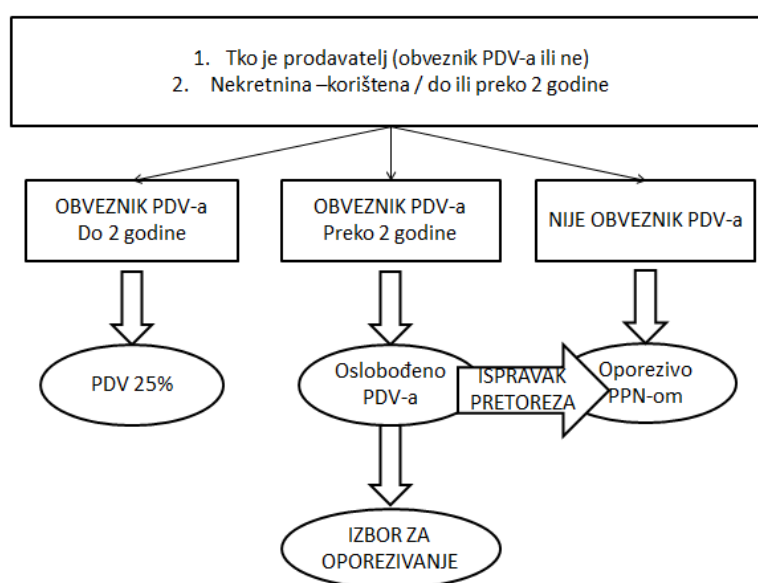 1. Tko je prodavatelj (obveznik PDV-a ili ne)
2. Nekretnina –korištena / do ili preko 2 godine
OBVEZNIK PDV-a
Do 2 godine
OBVEZNIK PDV-a
Preko 2 godine
NIJE OBVEZNIK PDV-a
PDV 25%
Oslobođeno
PDV-a
ISPRAVAK
PRETOREZA
Oporezivo
PPN-om
IZBOR ZA
OPOREZIVANJE